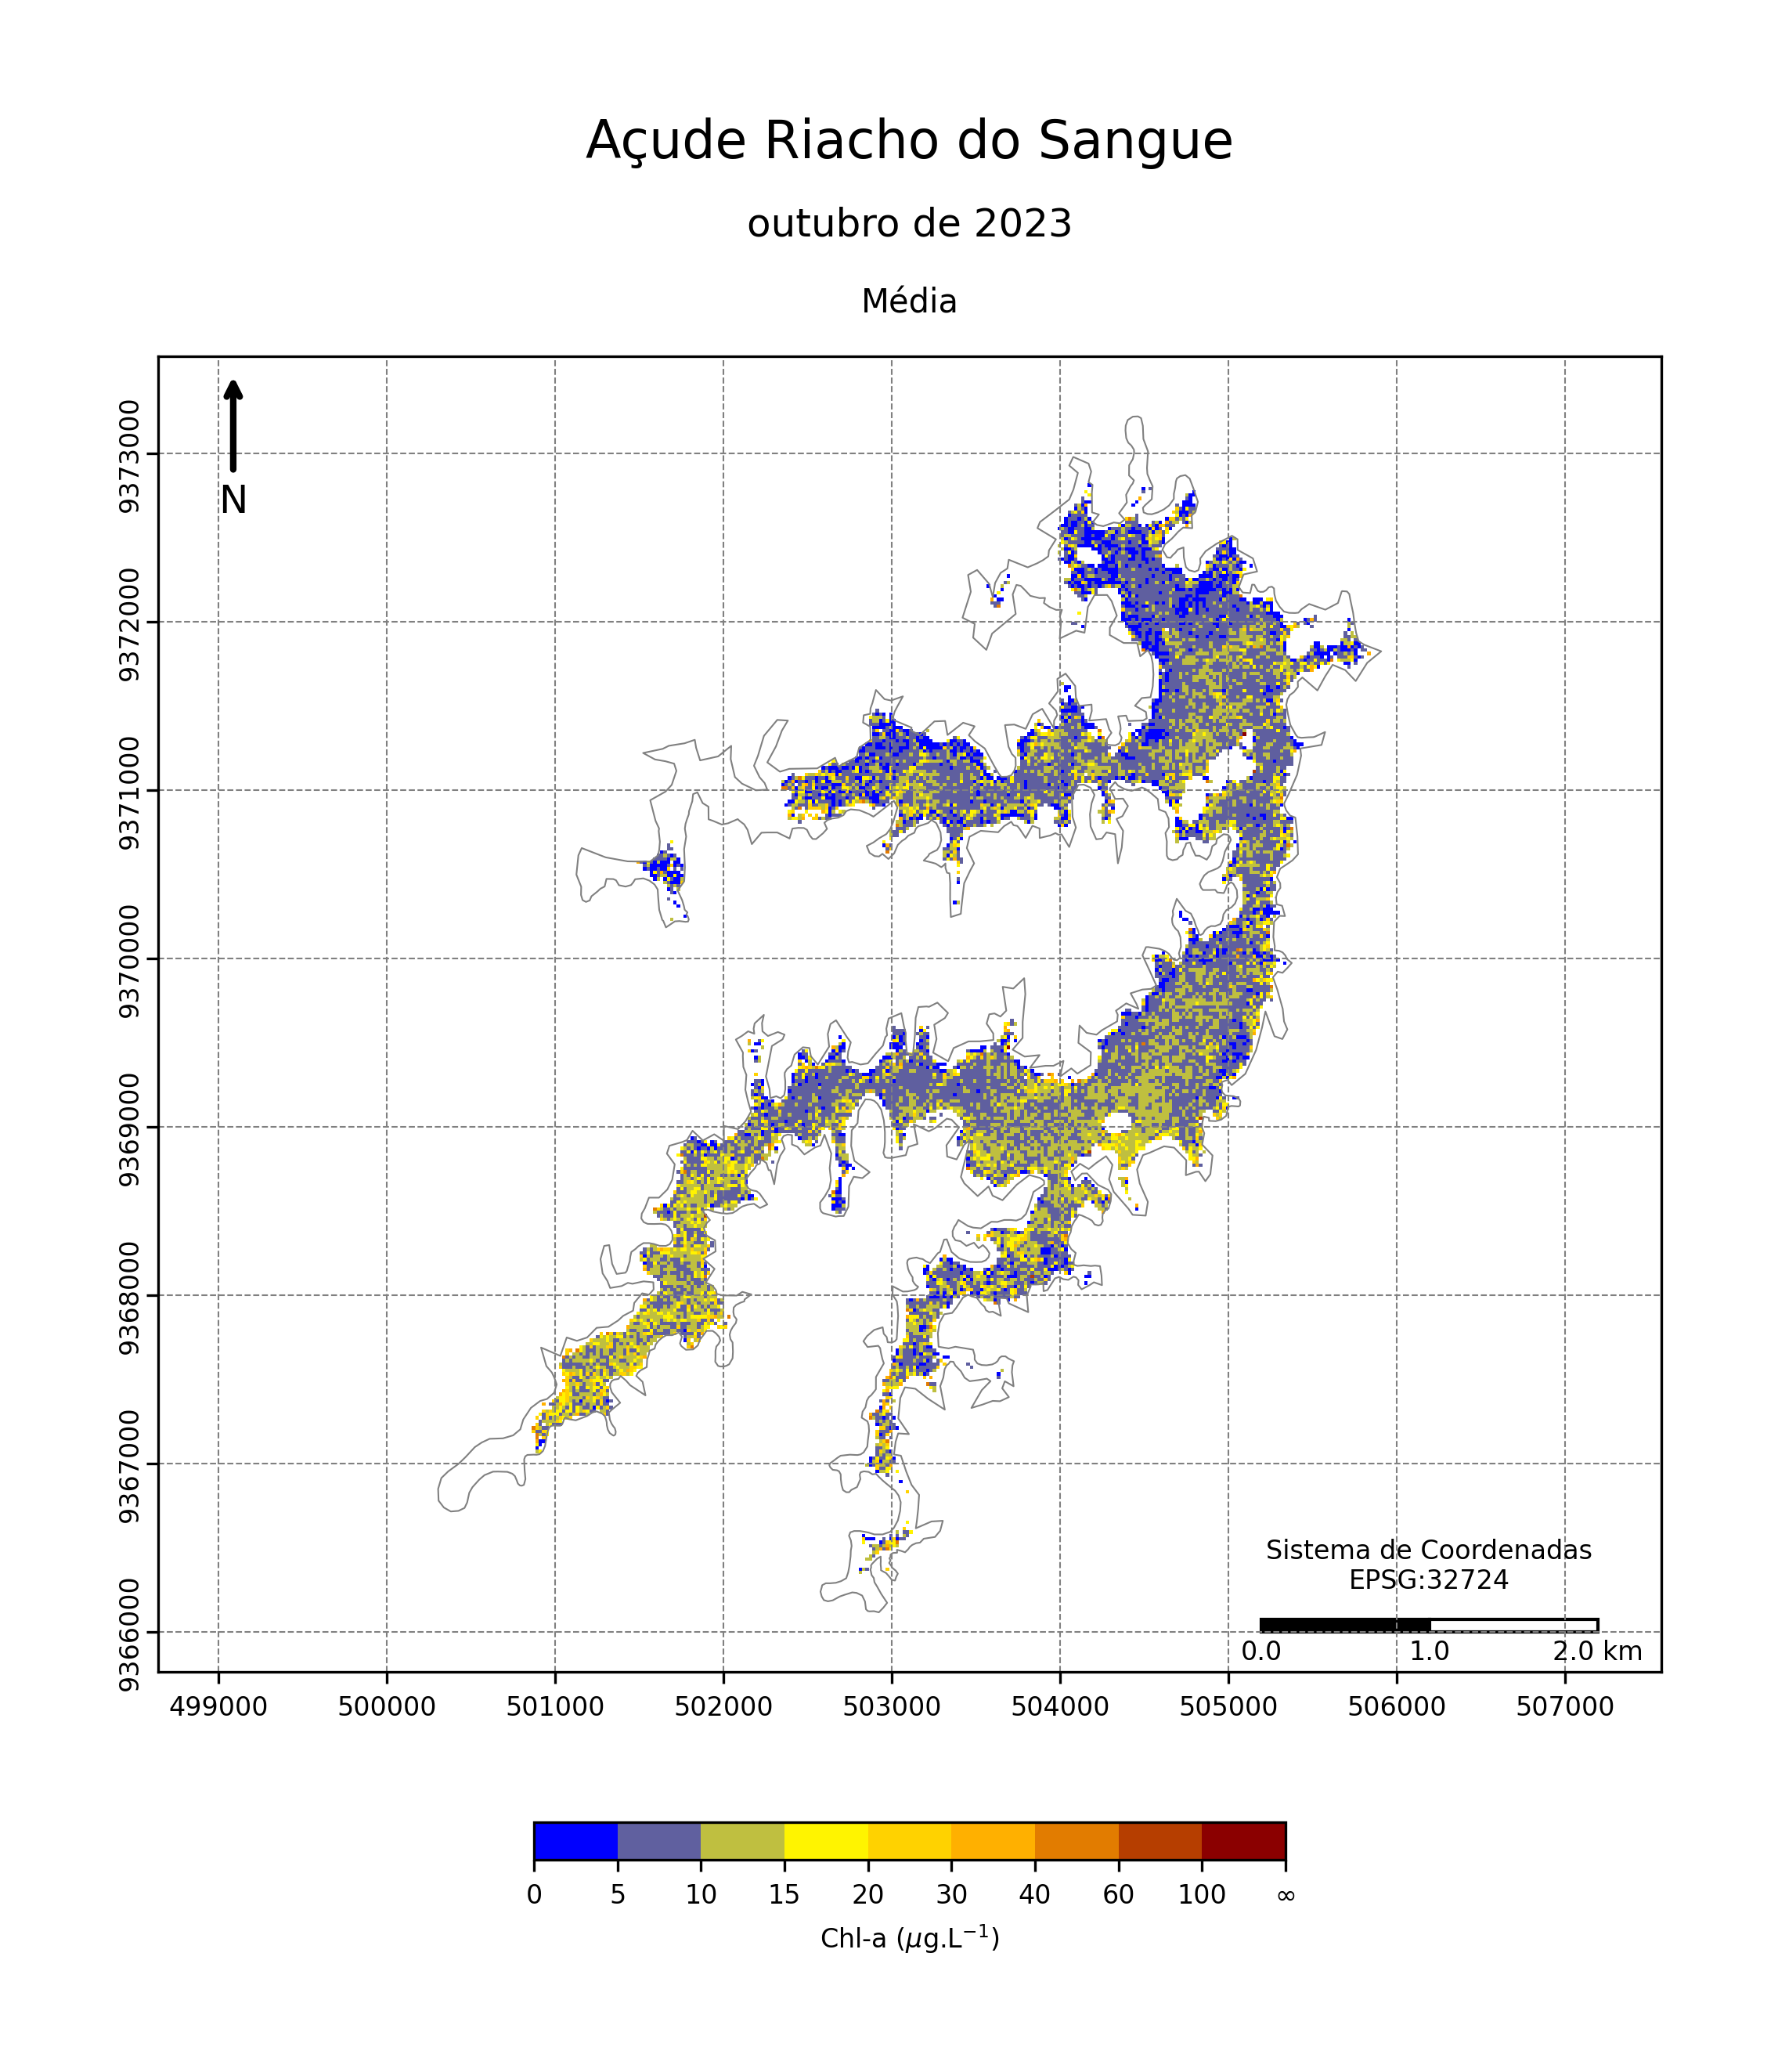 Açude Riacho do Sangue
outubro de 2023
Média
N
9373000
9372000
9371000
9370000
9369000
9368000
9367000
9366000
Sistema de Coordenadas
EPSG:32724
0.0 1.0 2.0 km
499000 500000 501000 502000 503000 504000 505000 506000 507000
0 5 10 15 20 30 40 60 100 ∞
Chl-a (μg.L⁻¹)